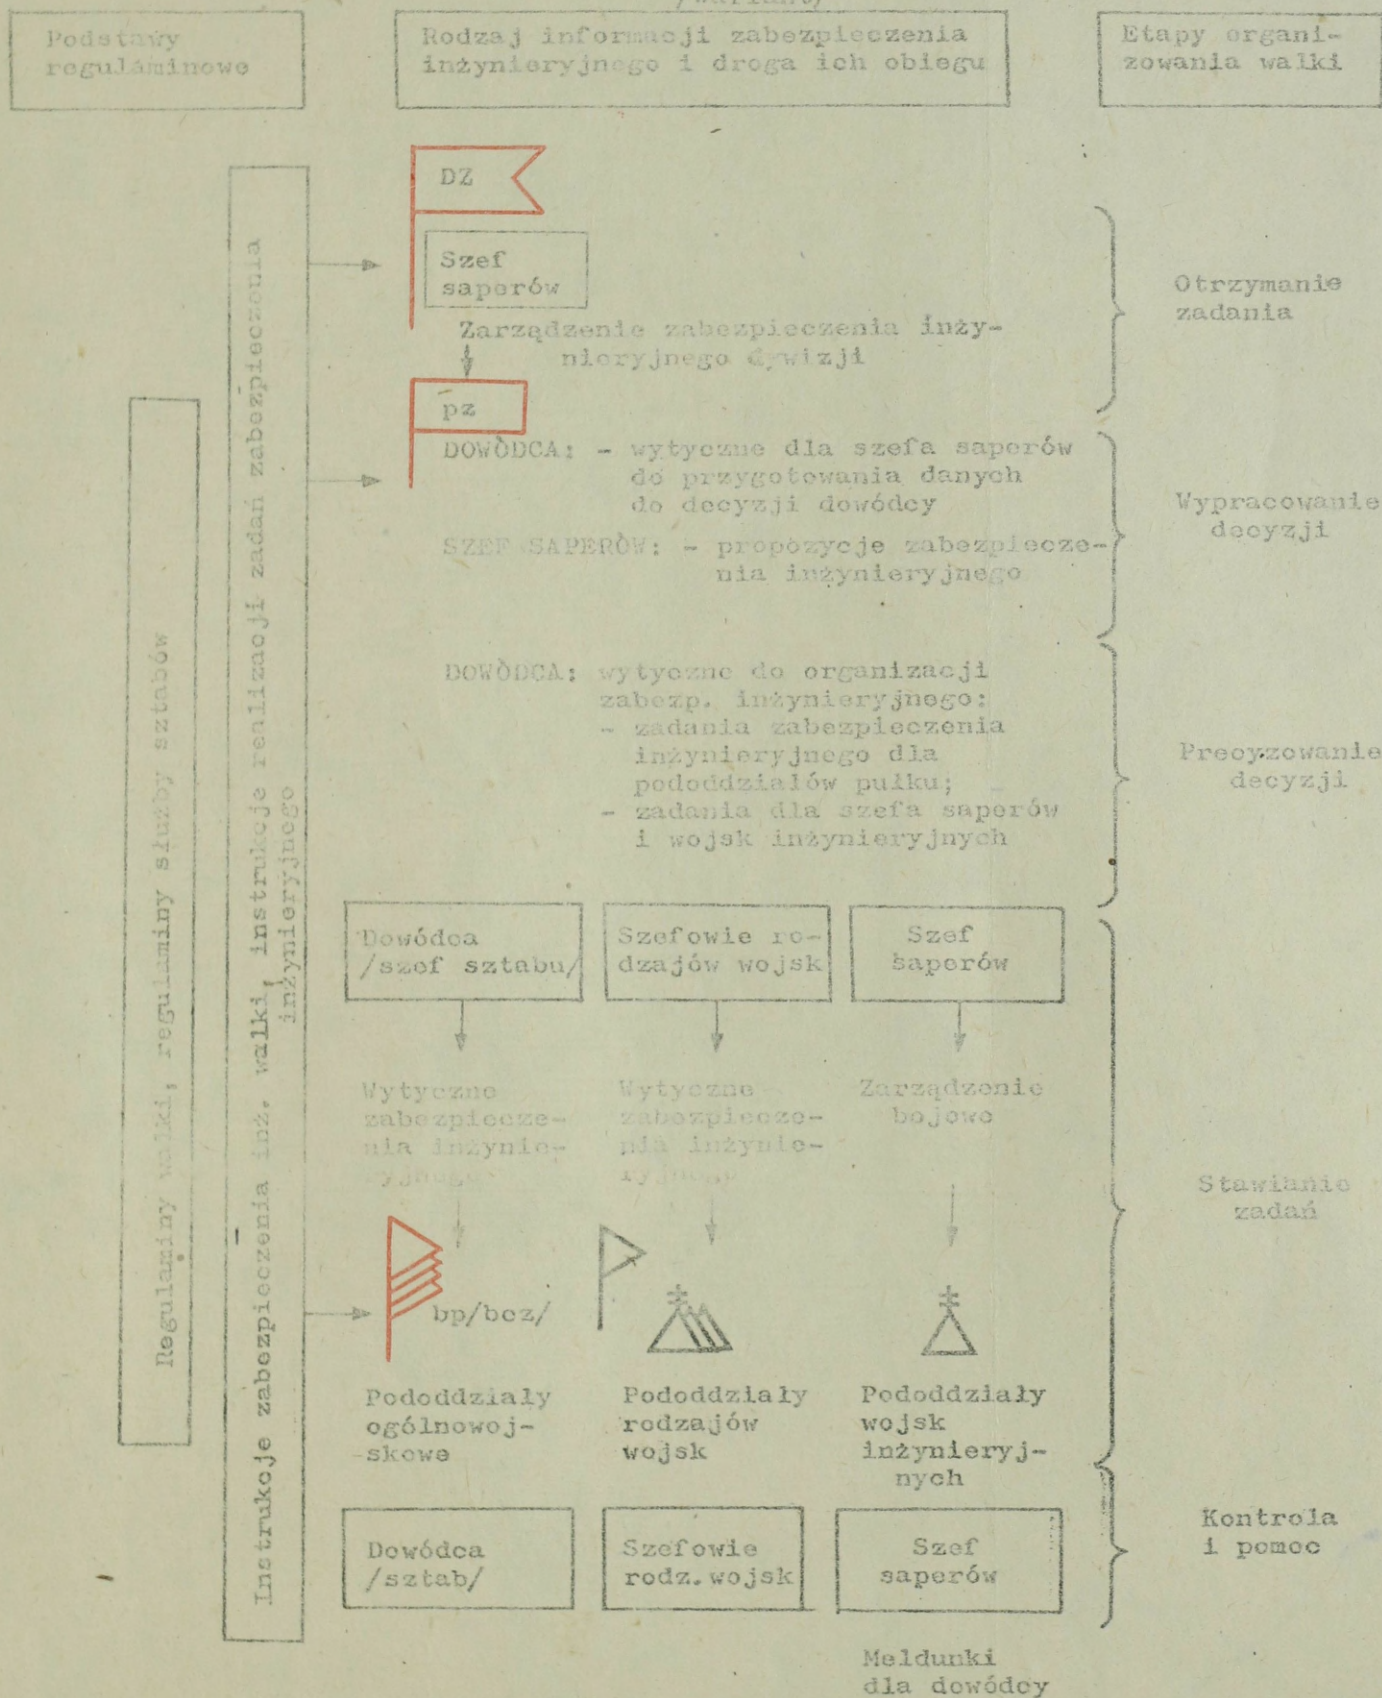 /wariant/
Podstawy
regulaminowe
Rodzaj informacji zabezpieczenia
inżynieryjnego i droga ich obiegu
Etapy organi-
zowania walki
DZ
Szef
saperów
Zarządzenie zabezpieczenia inży-
nieryjnego dywizji
Otrzymanie
zadania
pz
DOWÓDCA: - wytyczne dla szefa saperów
do przygotowania danych
do decyzji dowódcy
SZEF SAPERÓW: - propozycje zabezpiecze-
nia inżynieryjnego
Wypracowanie
decyzji
DOWÓDCA: wytyczne do organizacji
zabezp. inżynieryjnego:
- zadania zabezpieczenia
inżynieryjnego dla
pododdziałów pułku;
- zadania dla szefa saperów
i wojsk inżynieryjnych
Precyzowanie
decyzji
Regulaminy walki, regulaminy służby sztabów
Instrukcje zabezpieczenia inż. walki, instrukcje realizacji zadań zabezpieczenia
inżynieryjnego
Dowódca
/szef sztabu/
Szefowie ro-
dzajów wojsk
Szef
saperów
Wytyczne
zabezpiecze-
nia inżynie-
ryjnego
Wytyczne
zabezpiecze-
nia inżynie-
ryjnego
Zarządzenie
bojowe
Stawianie
zadań
bp/bcz/
Pododdziały
ogólnowoj-
skowe
Pododdziały
rodzajów
wojsk
Pododdziały
wojsk
inżynieryj-
nych
Dowódca
/sztab/
Szefowie
rodz.wojsk
Szef
saperów
Kontrola
i pomoc
Meldunki
dla dowódcy